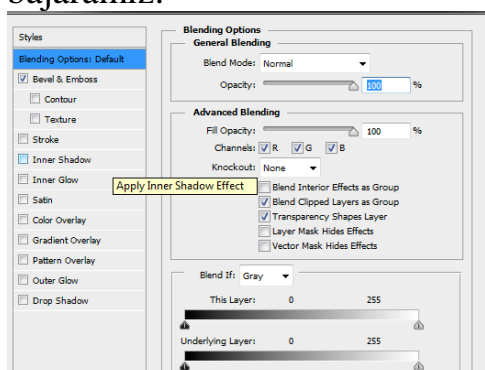 bajaramiz.
Styles
Blending Options: Default
Bevel & Emboss
Contour
Texture
Stroke
Inner Shadow
Inner Glow
Satin
Color Overlay
Gradient Overlay
Pattern Overlay
Outer Glow
Drop Shadow
Apply Inner Shadow Effect
Blending Options
General Blending
Blend Mode: Normal
Opacity: 100 %
Advanced Blending
Fill Opacity: 100 %
Channels: R G B
Knockout: None
Blend Interior Effects as Group
Blend Clipped Layers as Group
Transparency Shapes Layer
Layer Mask Hides Effects
Vector Mask Hides Effects
Blend If: Gray
This Layer: 0 255
Underlying Layer: 0 255